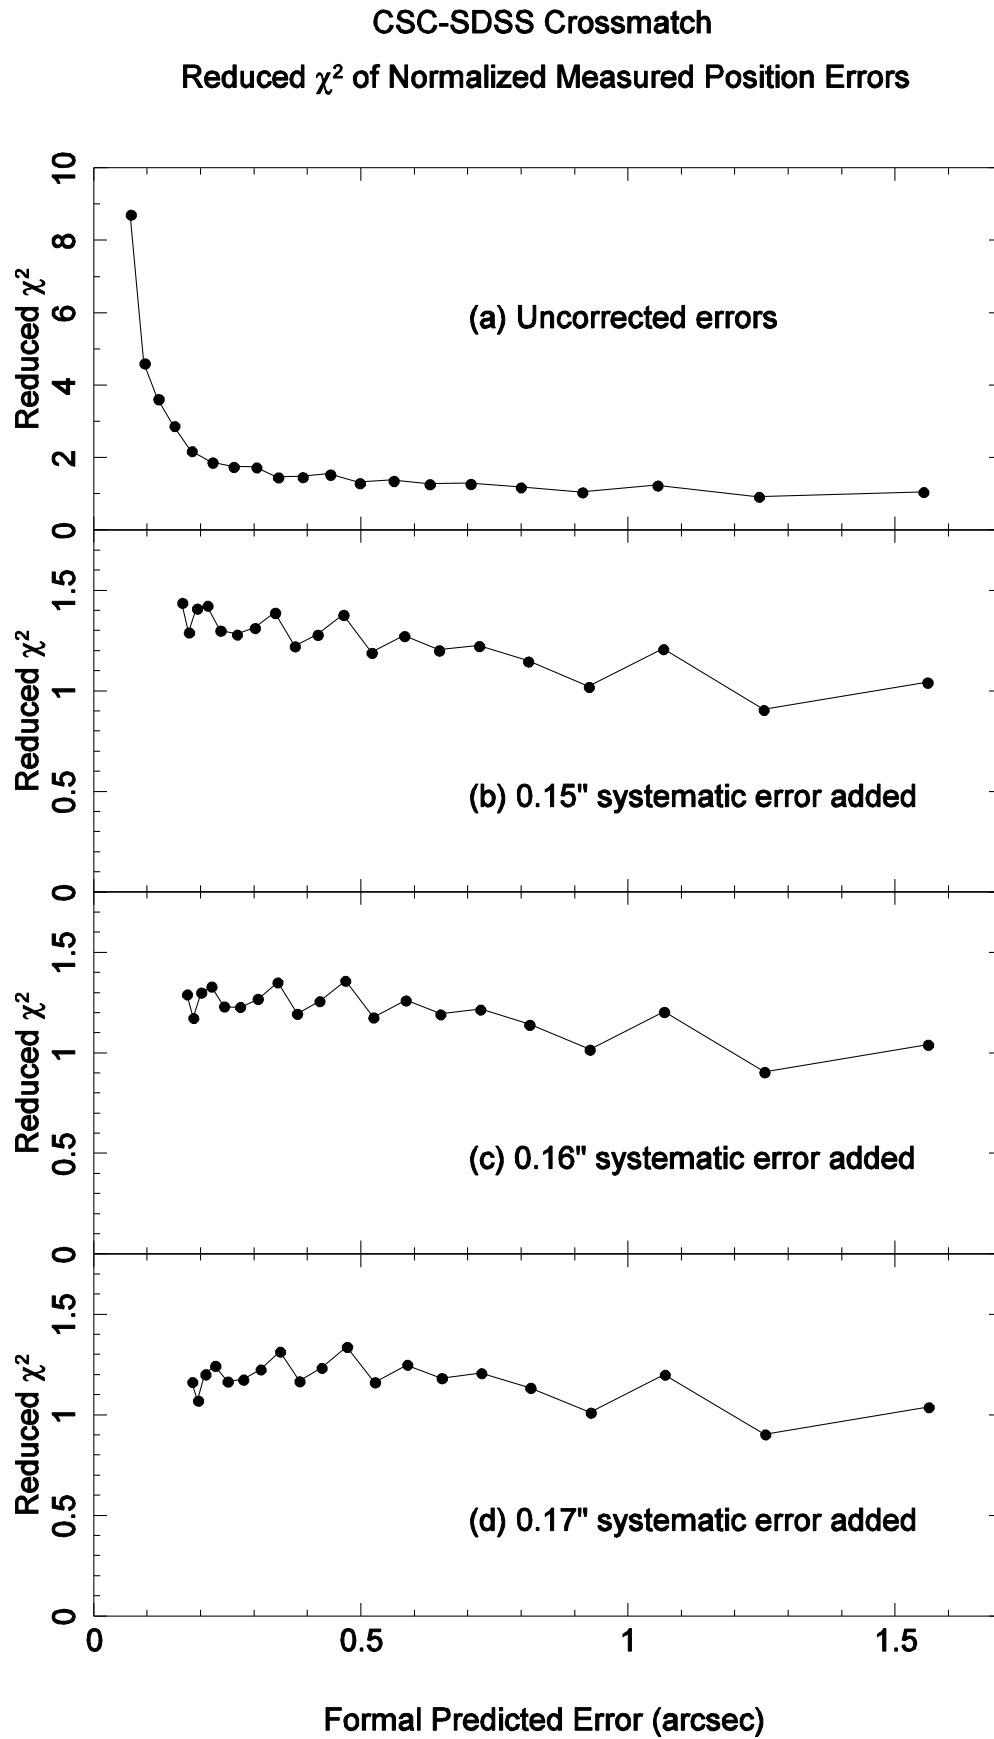 CSC-SDSS Crossmatch
Reduced χ² of Normalized Measured Position Errors
10
8
6
4
2
0
Reduced χ²
(a) Uncorrected errors
1.5
1
0.5
0
Reduced χ²
(b) 0.15" systematic error added
1.5
1
0.5
0
Reduced χ²
(c) 0.16" systematic error added
1.5
1
0.5
0
Reduced χ²
(d) 0.17" systematic error added
0 0.5 1 1.5
Formal Predicted Error (arcsec)